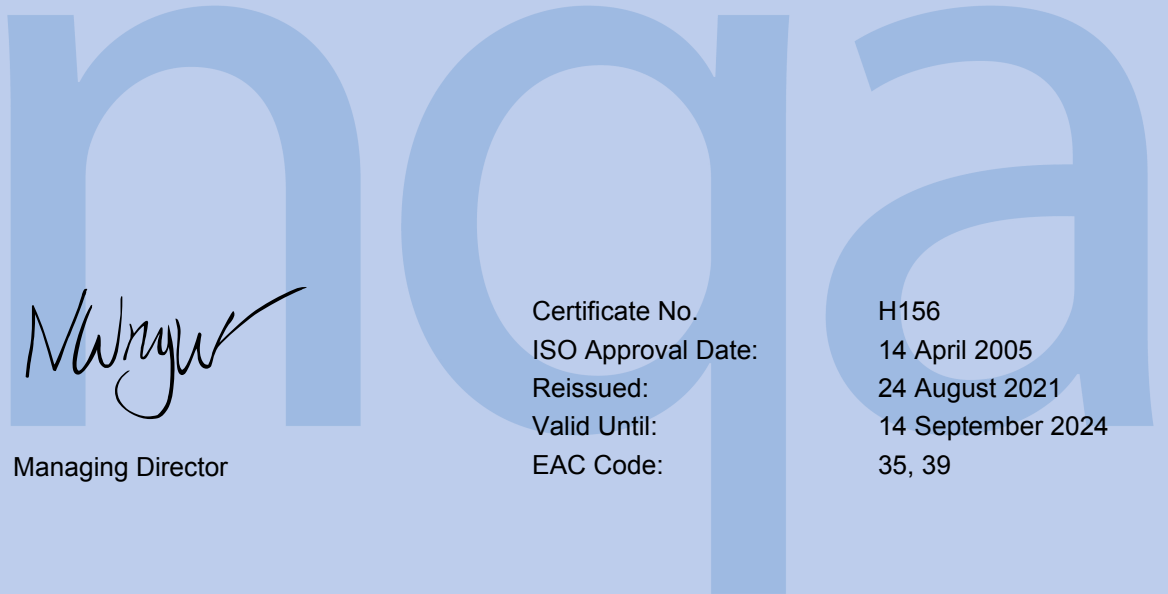 nqa
Certificate No. H156
ISO Approval Date: 14 April 2005
Reissued: 24 August 2021
Valid Until: 14 September 2024
Managing Director
EAC Code: 35, 39